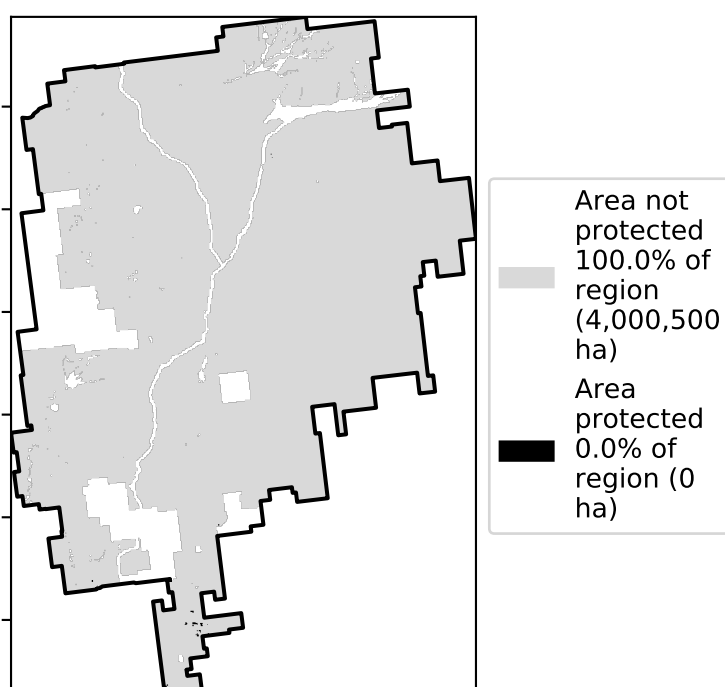 Area not
protected
100.0% of
region
(4,000,500
ha)
Area
protected
0.0% of
region (0
ha)